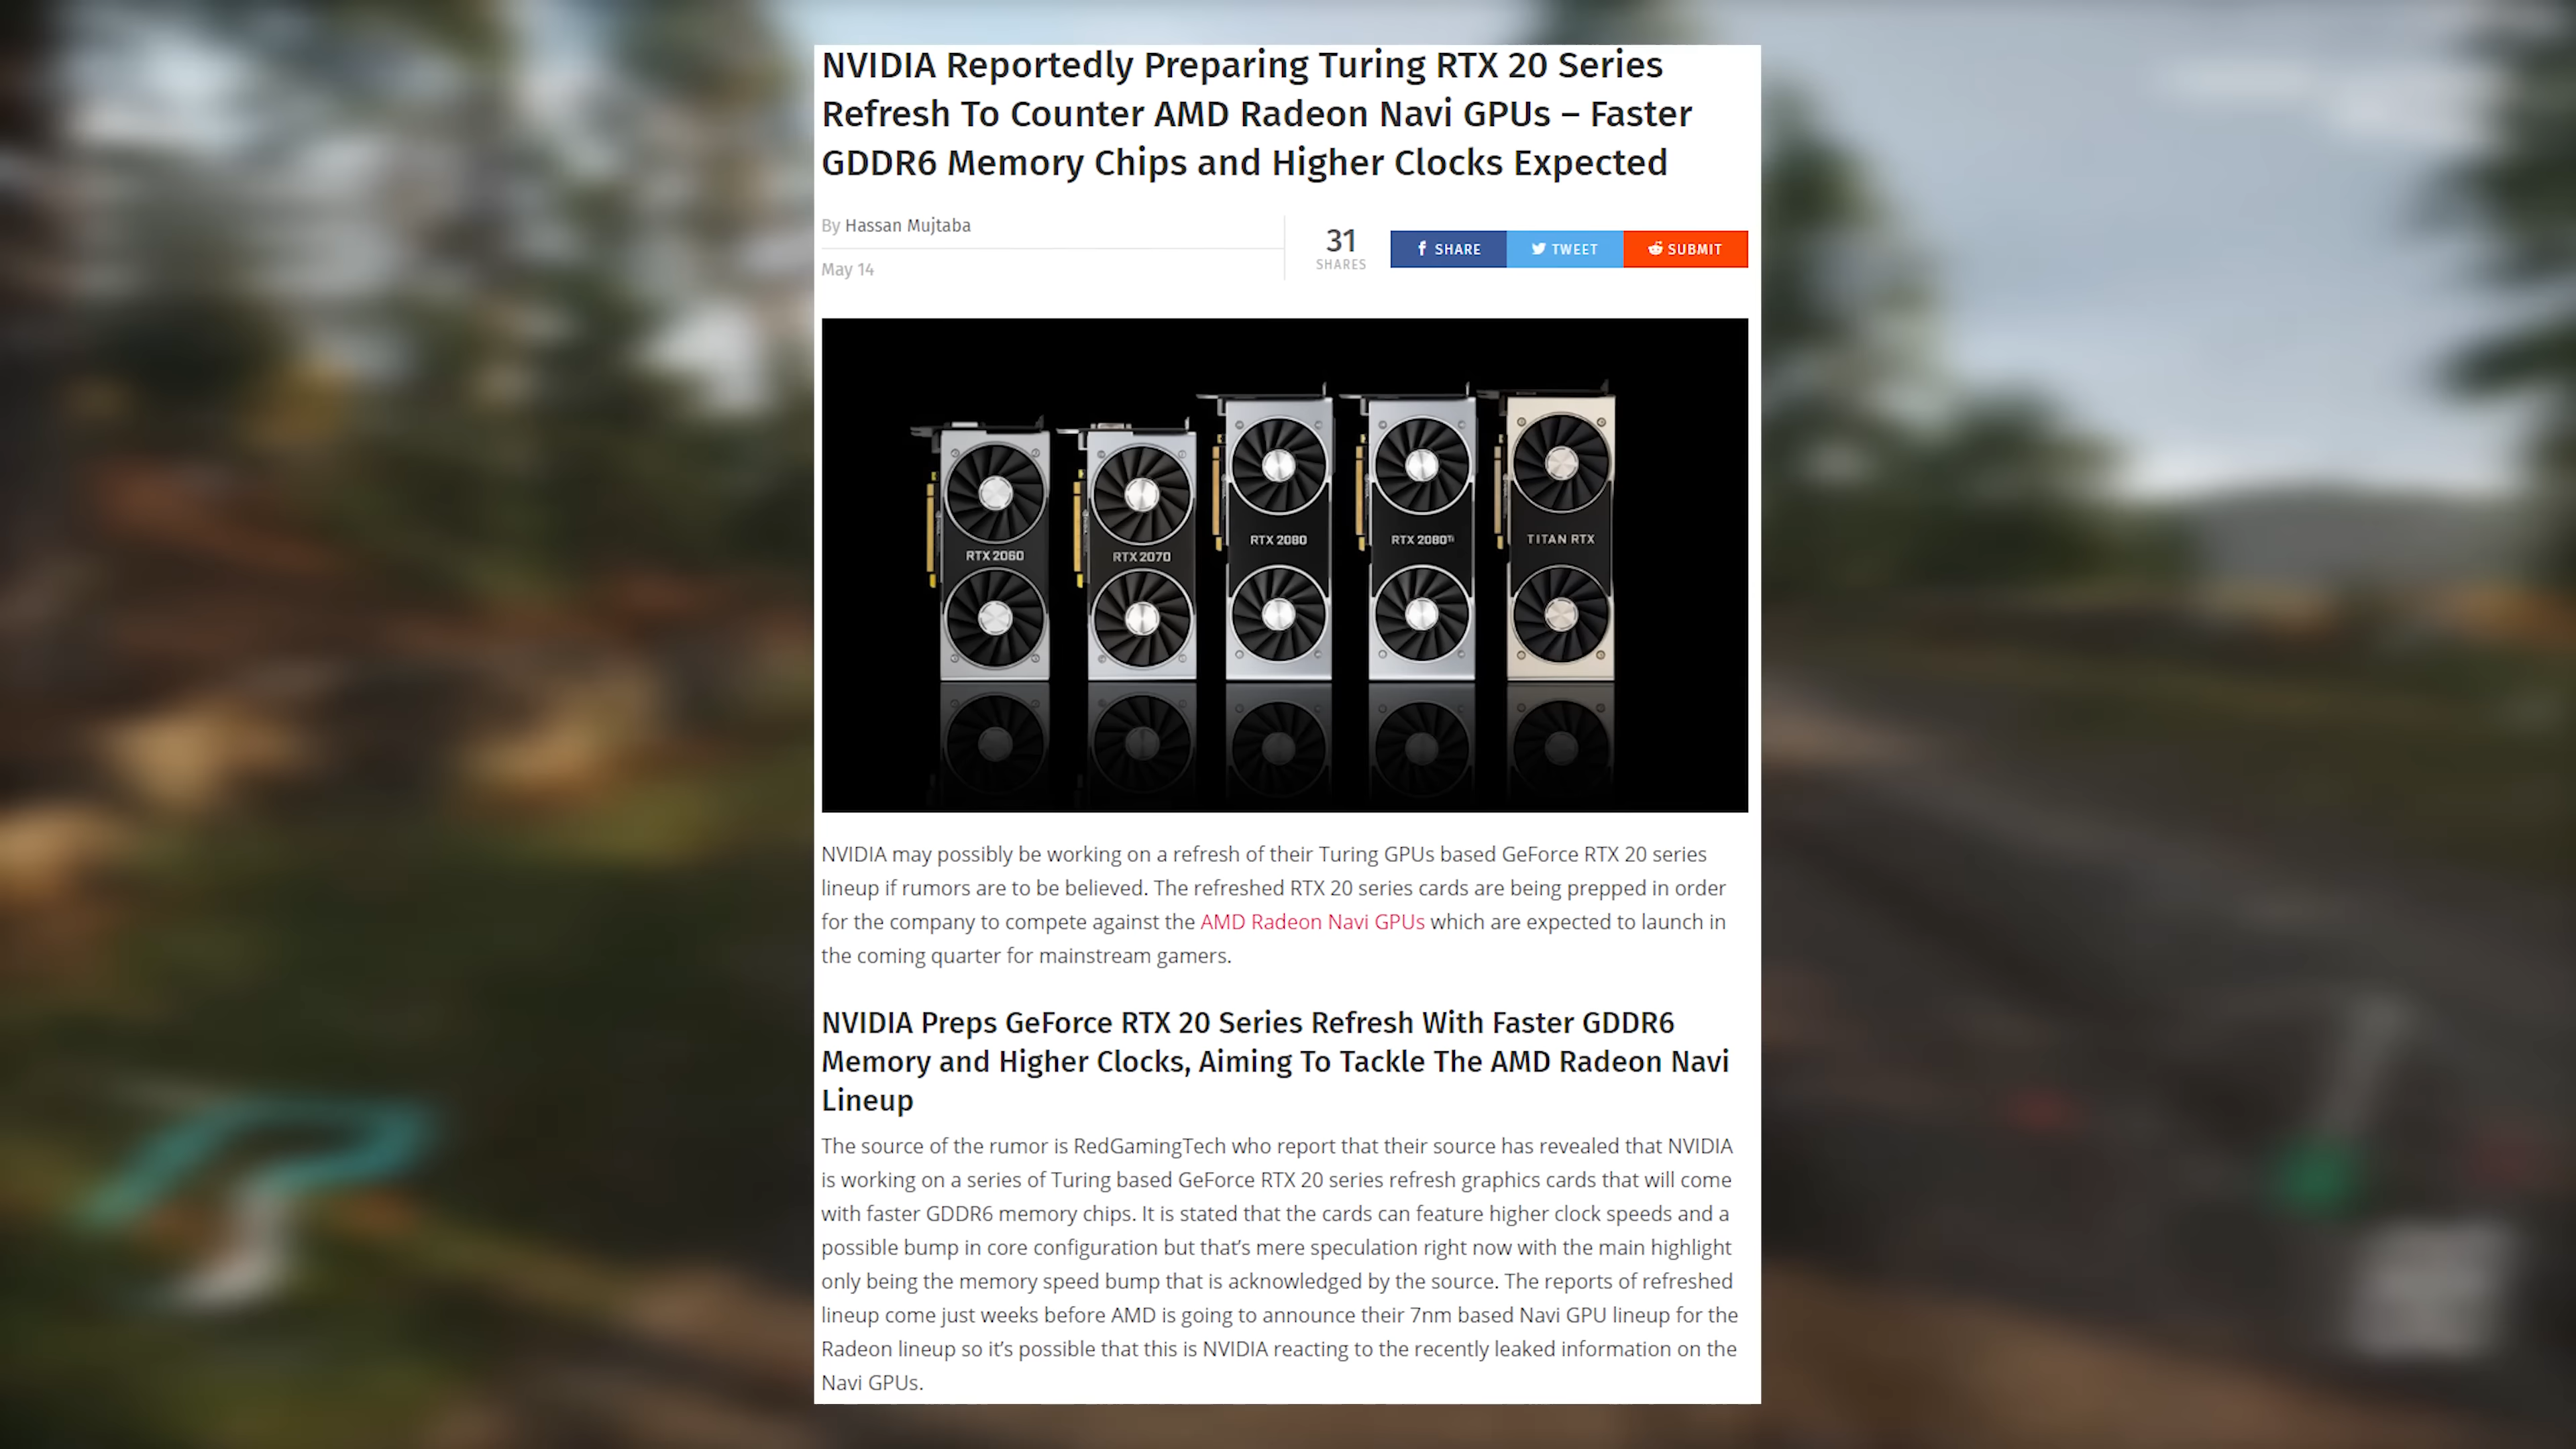 NVIDIA Reportedly Preparing Turing RTX 20 Series
Refresh To Counter AMD Radeon Navi GPUs – Faster
GDDR6 Memory Chips and Higher Clocks Expected
By Hassan Mujtaba
May 14
31
SHARES
SHARE
TWEET
SUBMIT
RTX 2060
RTX 2070
RTX 2080
RTX 2080Ti
TITAN RTX
NVIDIA may possibly be working on a refresh of their Turing GPUs based GeForce RTX 20 series
lineup if rumors are to be believed. The refreshed RTX 20 series cards are being prepped in order
for the company to compete against the AMD Radeon Navi GPUs which are expected to launch in
the coming quarter for mainstream gamers.
NVIDIA Preps GeForce RTX 20 Series Refresh With Faster GDDR6
Memory and Higher Clocks, Aiming To Tackle The AMD Radeon Navi
Lineup
The source of the rumor is RedGamingTech who report that their source has revealed that NVIDIA
is working on a series of Turing based GeForce RTX 20 series refresh graphics cards that will come
with faster GDDR6 memory chips. It is stated that the cards can feature higher clock speeds and a
possible bump in core configuration but that's mere speculation right now with the main highlight
only being the memory speed bump that is acknowledged by the source. The reports of refreshed
lineup come just weeks before AMD is going to announce their 7nm based Navi GPU lineup for the
Radeon lineup so it's possible that this is NVIDIA reacting to the recently leaked information on the
Navi GPUs.